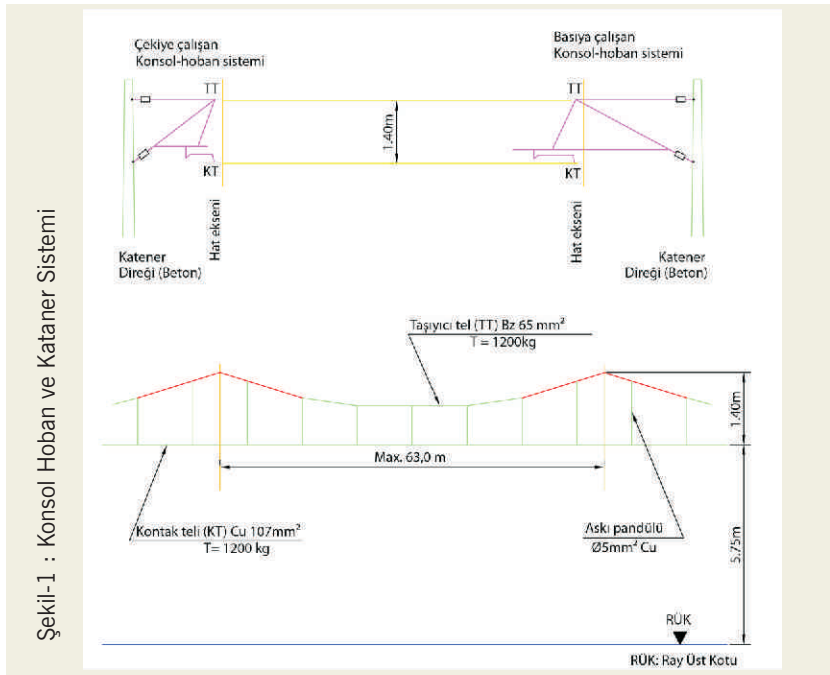 Şekil-1 : Konsol Hoban ve Kataner Sistemi
Çekiye çalışan
Konsol-hoban sistemi
Basıya çalışan
Konsol-hoban sistemi
TT
TT
1.40m
KT
KT
Hat ekseni
Hat ekseni
Katener
Direği (Beton)
Katener
Direği (Beton)
Taşıyıcı tel (TT) Bz 65 mm²
T = 1200kg
1.40m
Max. 63,0 m
Kontak teli (KT) Cu 107mm²
T= 1200 kg
Askı pandülü
Ø5mm² Cu
5.75m
RÜK
RÜK: Ray Üst Kotu